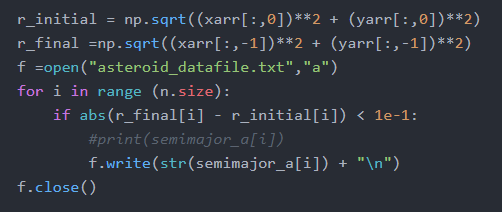 r_initial = np.sqrt((xarr[:,0])**2 + (yarr[:,0])**2)
r_final =np.sqrt((xarr[:,-1])**2 + (yarr[:,-1])**2)
f =open("asteroid_datafile.txt","a")
for i in range (n.size):
    if abs(r_final[i] - r_initial[i]) < 1e-1:
        #print(semimajor_a[i])
        f.write(str(semimajor_a[i]) + "\n")
f.close()